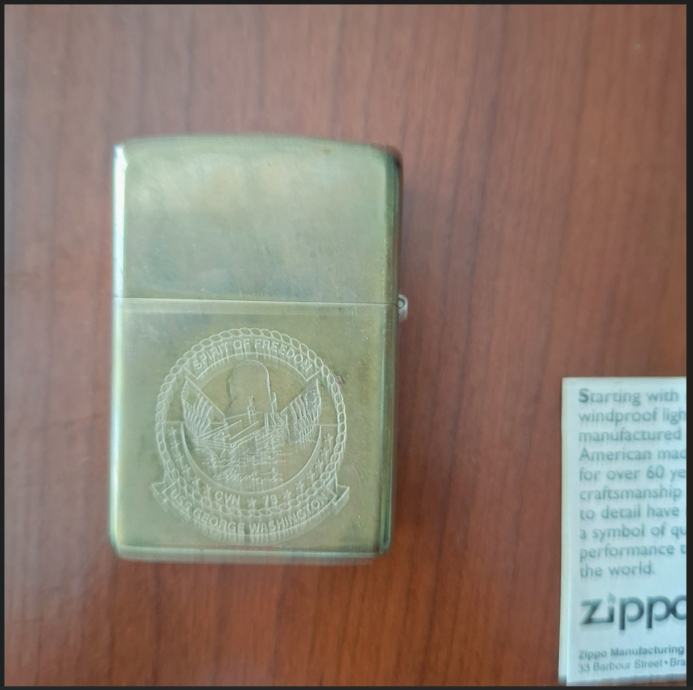 SPIRIT OF FREEDOM
CVN ★ 73
USS GEORGE WASHINGTON
Starting with
windproof ligh
manufactured
American mad
for over 60 ye
craftsmanship
to detail have
a symbol of qu
performance t
the world.
zippo
Zippo Manufacturing
33 Barbour Street • Bra